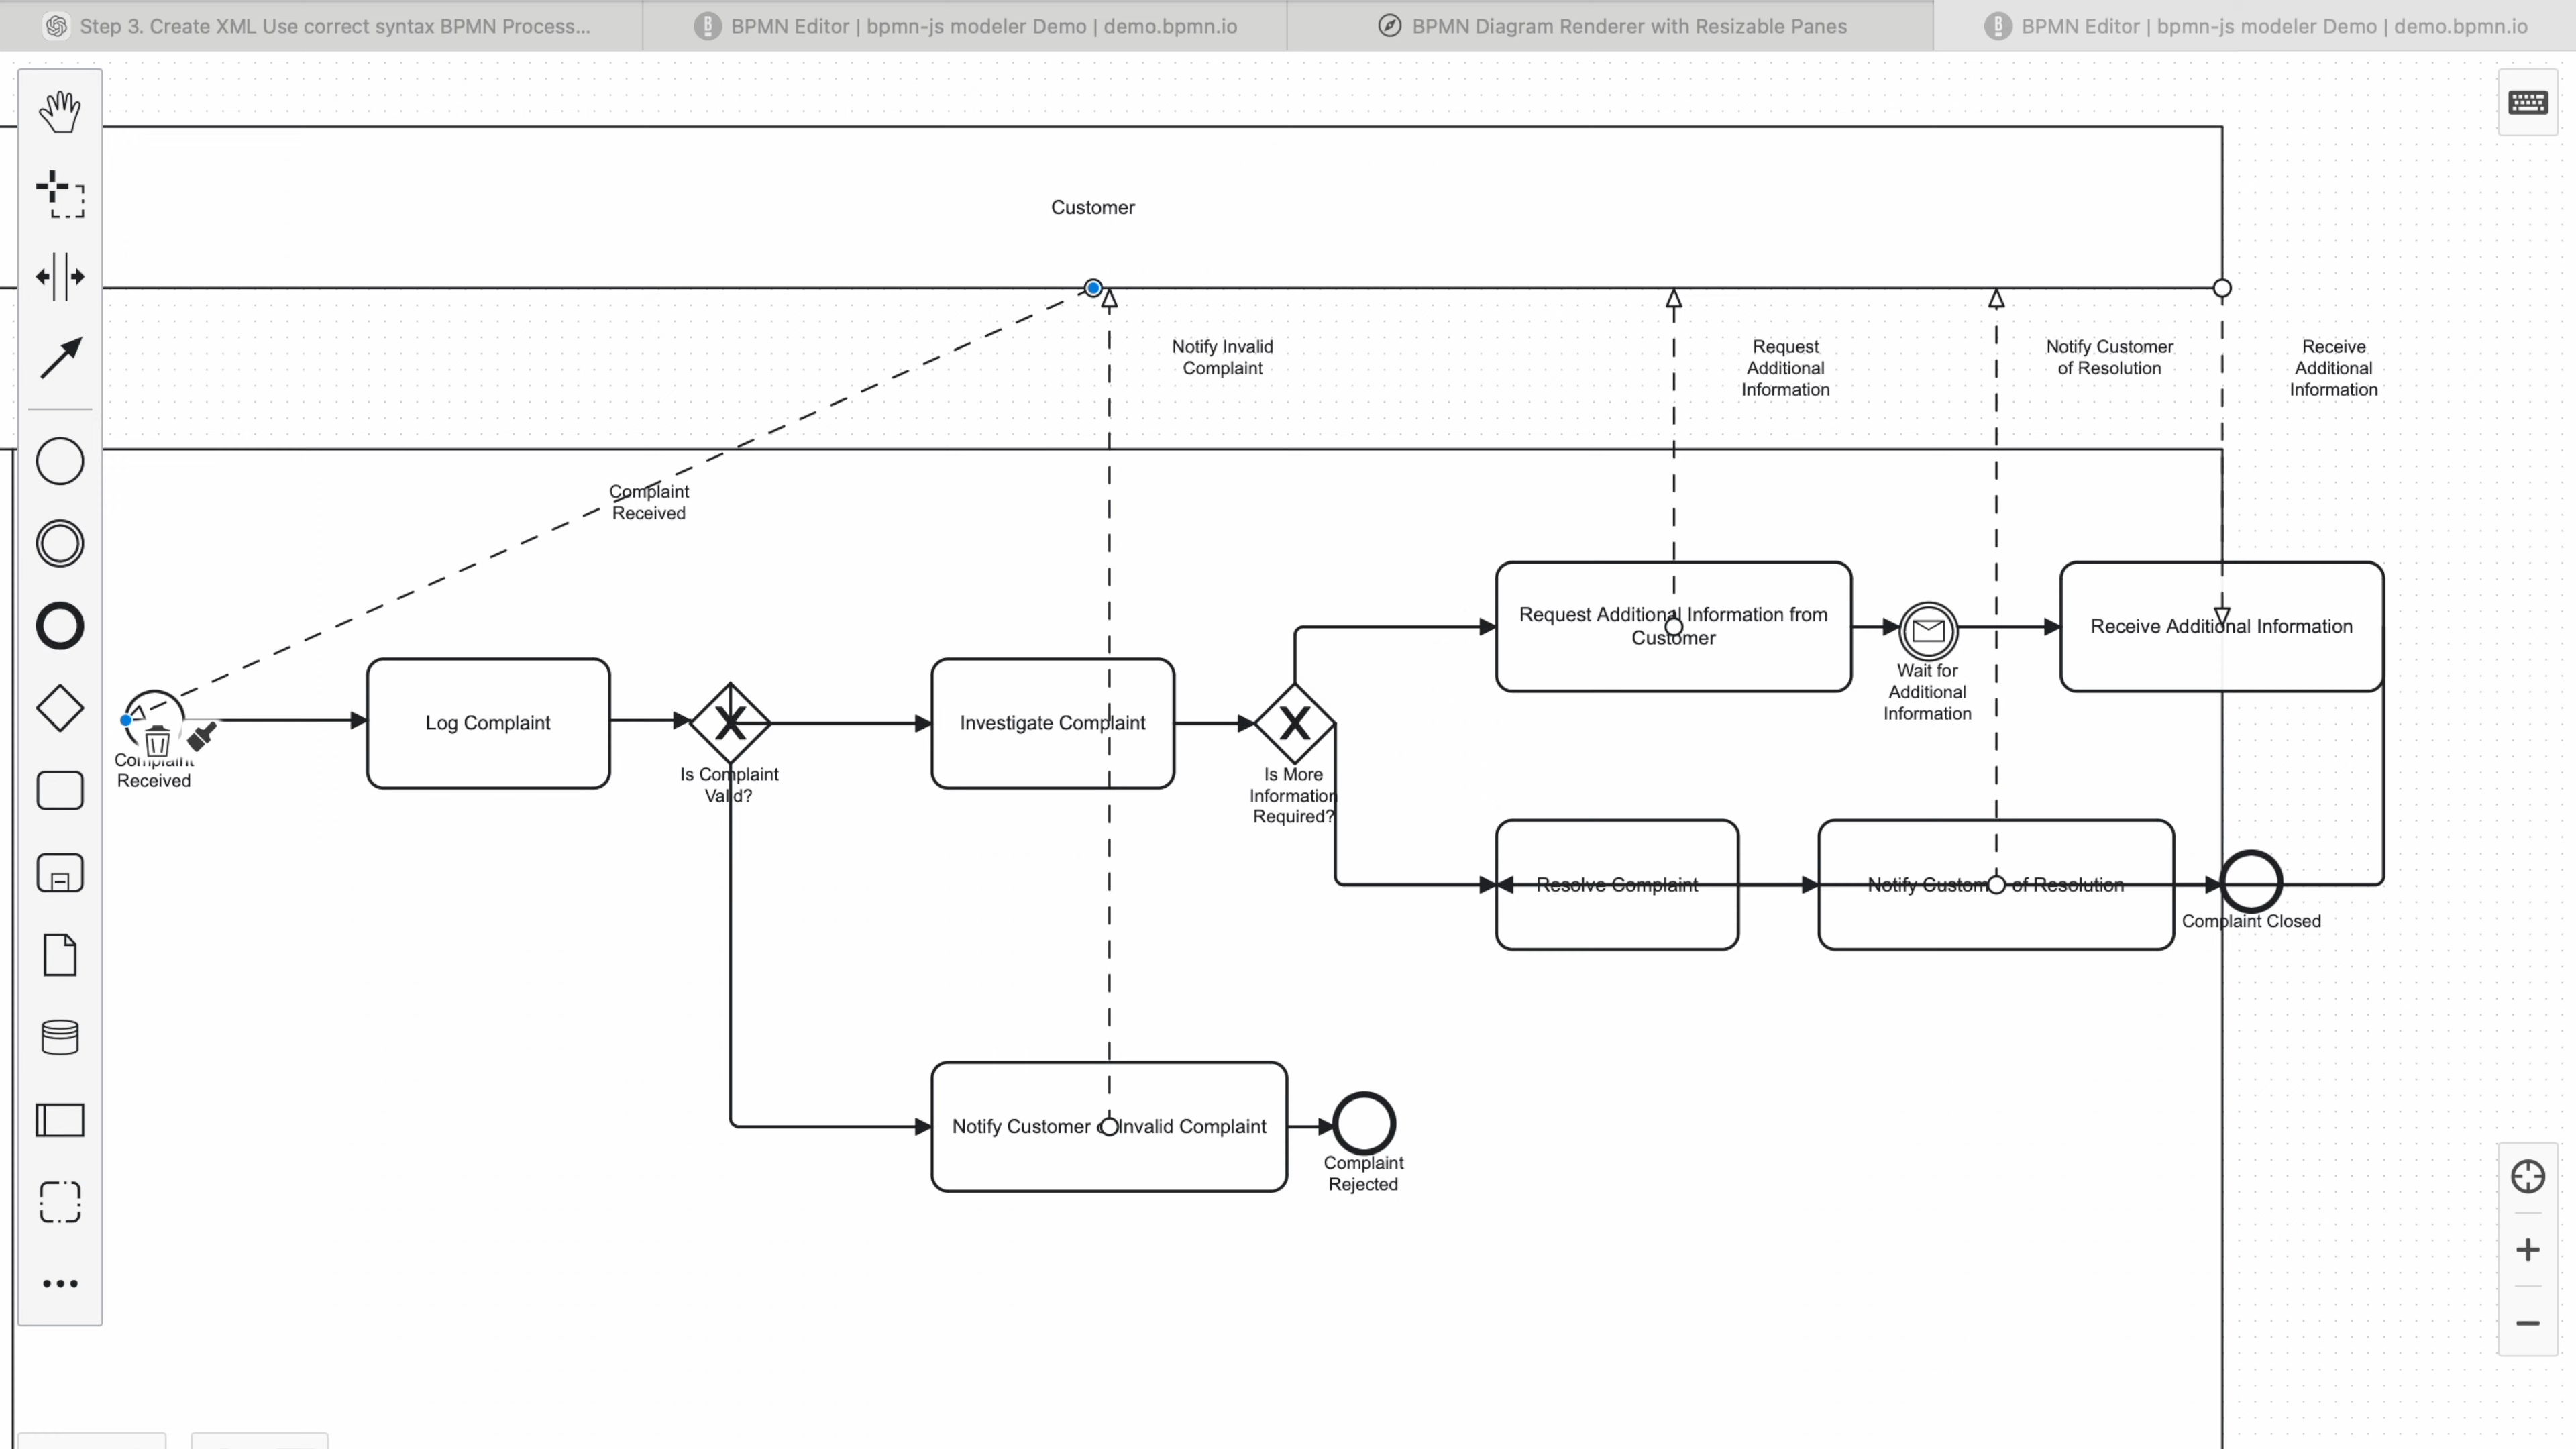 Step 3. Create XML Use correct syntax BPMN Process...
BPMN Editor | bpmn-js modeler Demo | demo.bpmn.io
BPMN Diagram Renderer with Resizable Panes
BPMN Editor | bpmn-js modeler Demo | demo.bpmn.io
Customer
Notify Invalid
Complaint
Request
Additional
Information
Notify Customer
of Resolution
Receive
Additional
Information
Complaint
Received
Request Additional Information from
Customer
Wait for
Additional
Information
Receive Additional Information
Complaint
Received
Log Complaint
Is Complaint
Valid?
Investigate Complaint
Is More
Information
Required?
Resolve Complaint
Notify Customer of Resolution
Complaint Closed
Notify Customer of Invalid Complaint
Complaint
Rejected